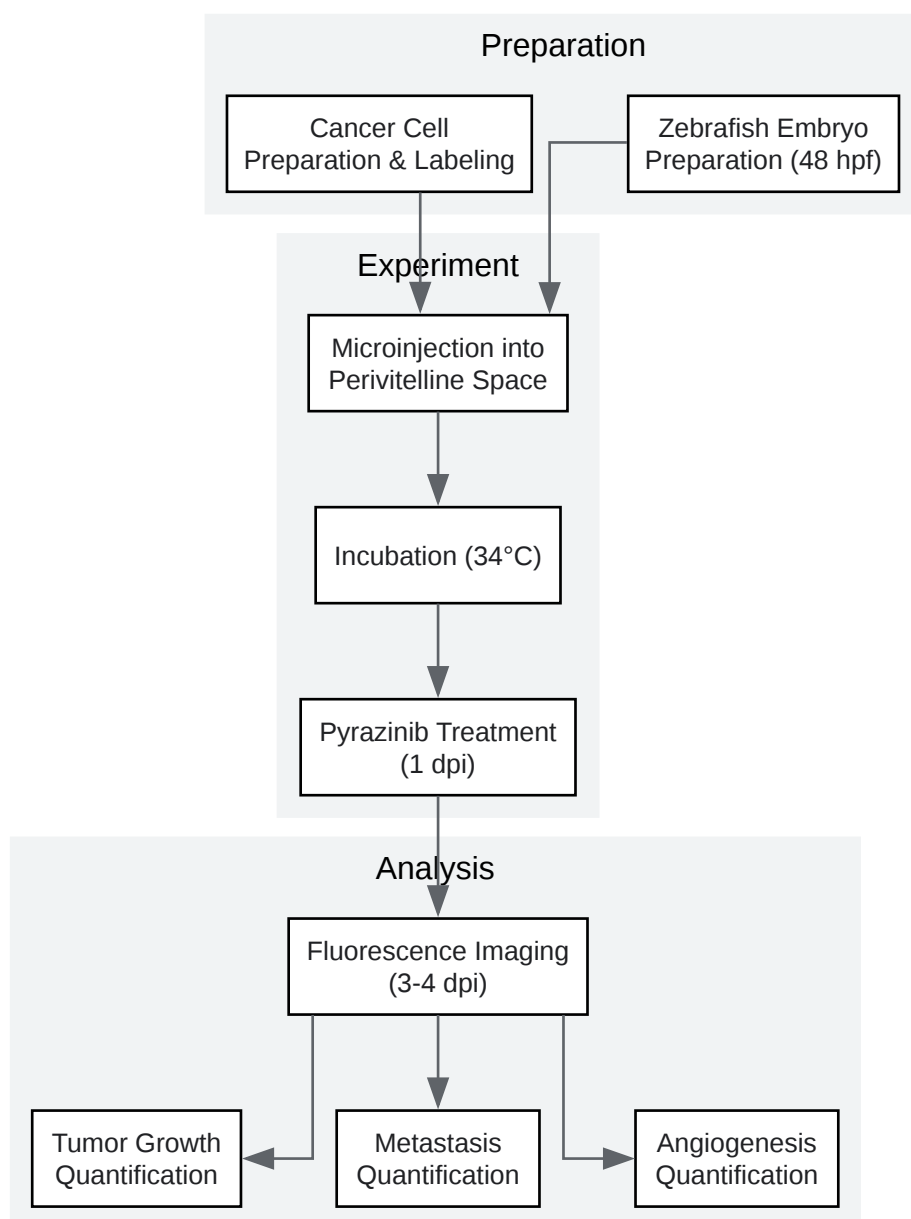 Preparation
Cancer Cell
Preparation & Labeling
Zebrafish Embryo
Preparation (48 hpf)
Experiment
Microinjection into
Perivitelline Space
Incubation (34°C)
Pyrazinib Treatment
(1 dpi)
Analysis
Fluorescence Imaging
(3-4 dpi)
Tumor Growth
Quantification
Metastasis
Quantification
Angiogenesis
Quantification